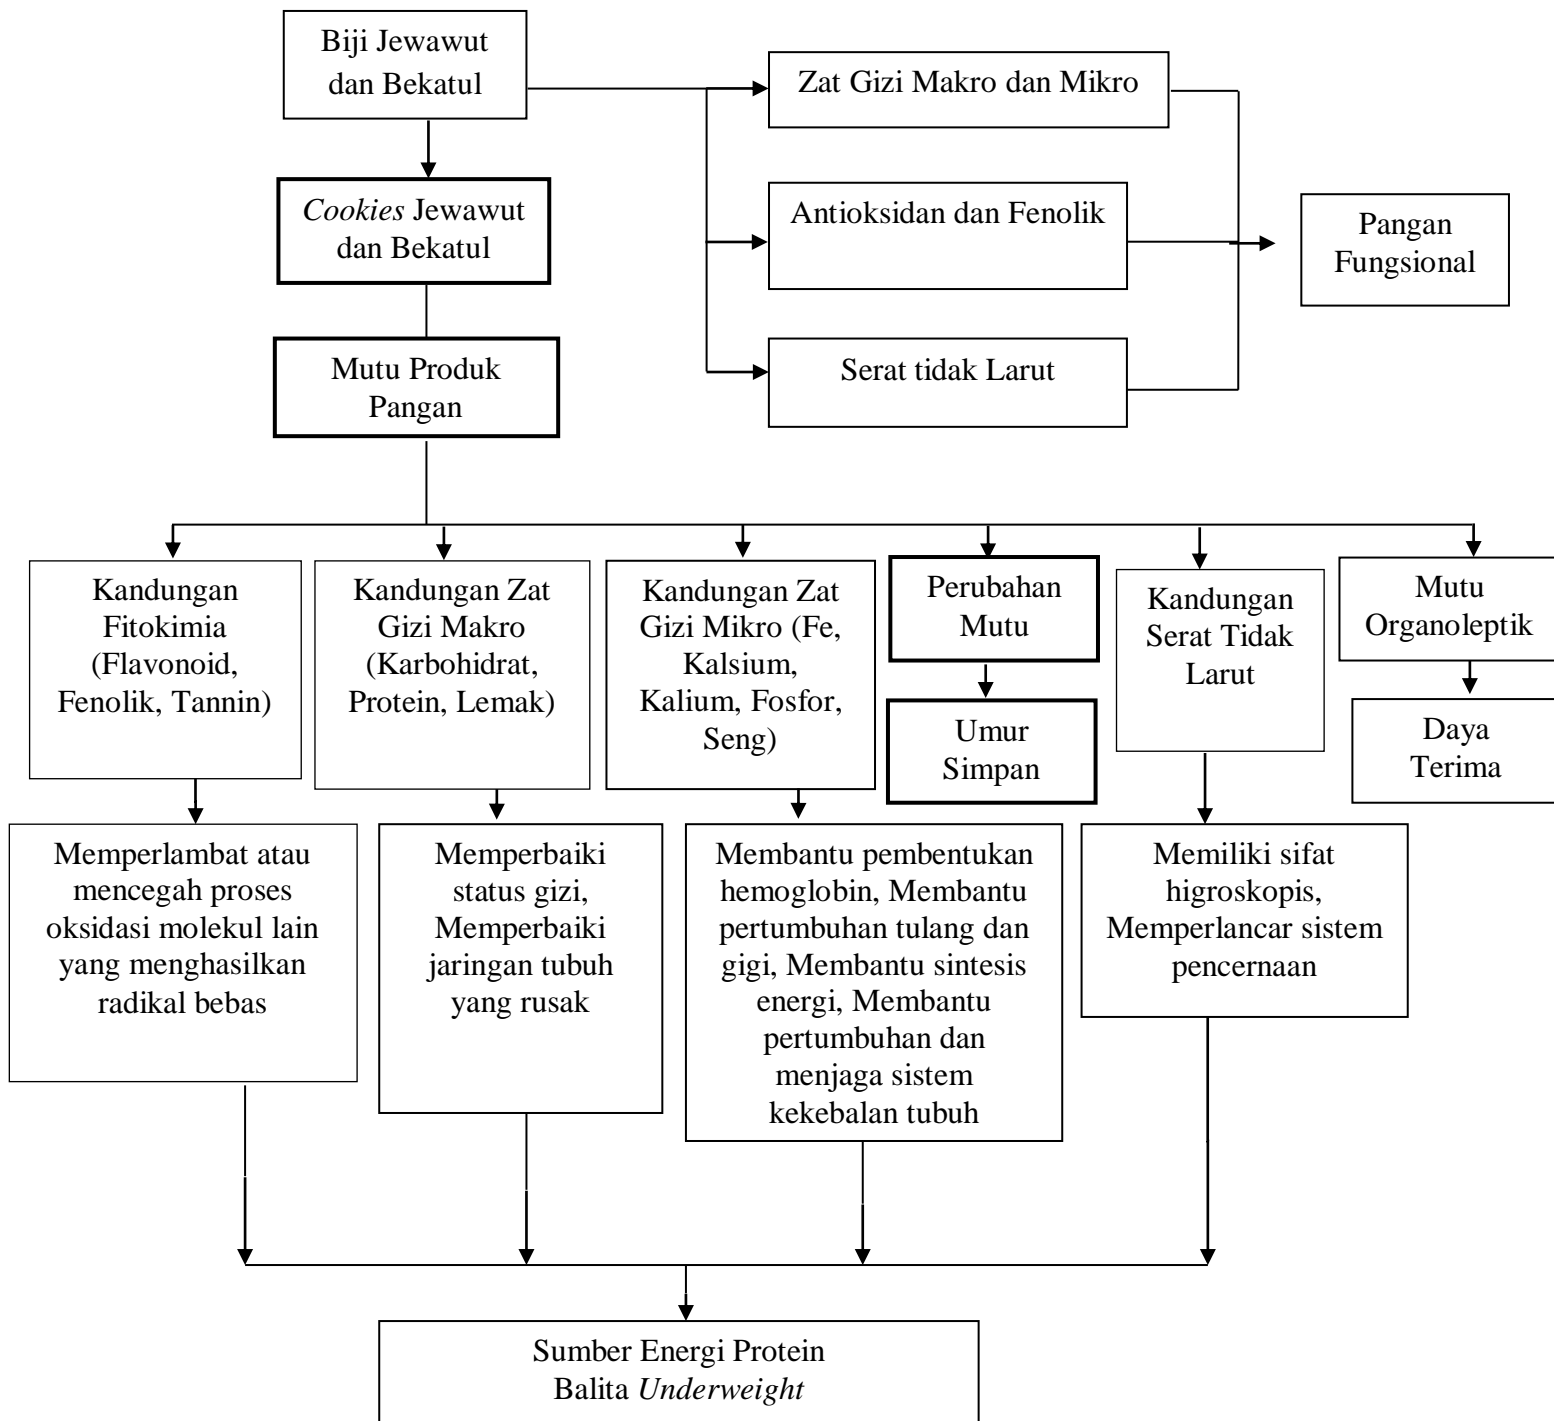 Biji Jewawut
dan Bekatul
Zat Gizi Makro dan Mikro
Cookies Jewawut
dan Bekatul
Antioksidan dan Fenolik
Pangan
Fungsional
Mutu Produk
Pangan
Serat tidak Larut
Kandungan
Fitokimia
(Flavonoid,
Fenolik, Tannin)
Kandungan Zat
Gizi Makro
(Karbohidrat,
Protein, Lemak)
Kandungan Zat
Gizi Mikro (Fe,
Kalsium,
Kalium, Fosfor,
Seng)
Perubahan
Mutu
Kandungan
Serat Tidak
Larut
Mutu
Organoleptik
Umur
Simpan
Daya
Terima
Memperlambat atau
mencegah proses
oksidasi molekul lain
yang menghasilkan
radikal bebas
Memperbaiki
status gizi,
Memperbaiki
jaringan tubuh
yang rusak
Membantu pembentukan
hemoglobin, Membantu
pertumbuhan tulang dan
gigi, Membantu sintesis
energi, Membantu
pertumbuhan dan
menjaga sistem
kekebalan tubuh
Memiliki sifat
higroskopis,
Memperlancar sistem
pencernaan
Sumber Energi Protein
Balita Underweight